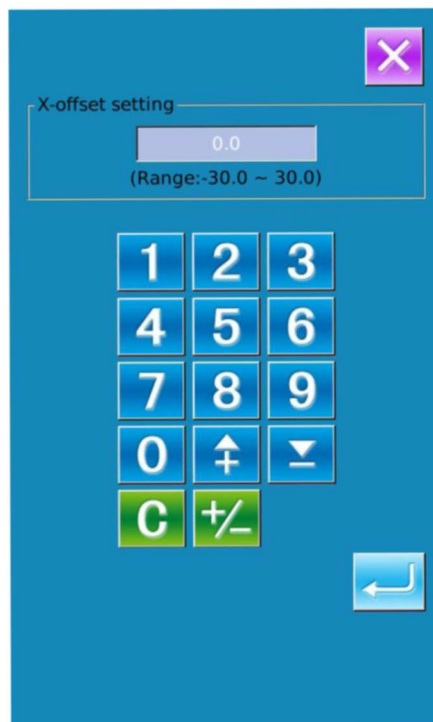 X-offset setting
0.0
(Range:-30.0 ~ 30.0)
1 2 3
4 5 6
7 8 9
0
C +/-